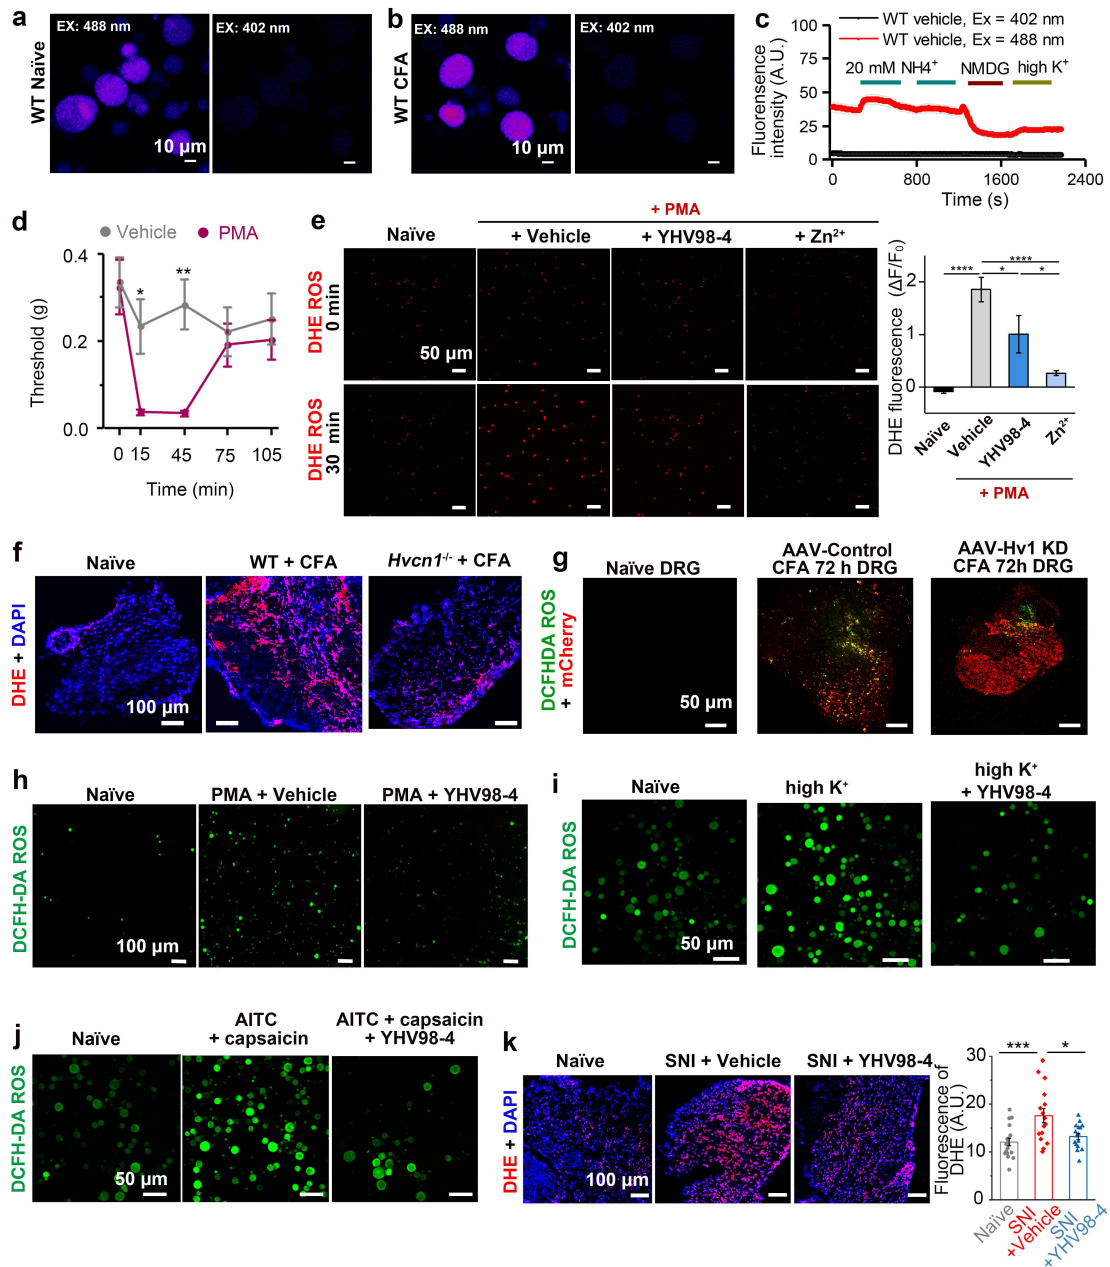 a
EX: 488 nm
EX: 402 nm
WT Naïve
10 µm
b
EX: 488 nm
EX: 402 nm
WT CFA
10 µm
c
WT vehicle, Ex = 402 nm
WT vehicle, Ex = 488 nm
20 mM NH4⁺
NMDG
high K⁺
Fluorensence
intensity (A.U.)
100
75
50
25
0
0
800
1600
2400
Time (s)
d
Vehicle
PMA
Threshold (g)
0.4
0.2
0.0
*
**
0
15
45
75
105
Time (min)
e
+ PMA
Naïve
+ Vehicle
+ YHV98-4
+ Zn²⁺
DHE ROS
0 min
50 µm
DHE ROS
30 min
DHE fluorescence (ΔF/F₀)
2
1
0
****
****
*
*
Naïve
Vehicle
YHV98-4
Zn²⁺
+ PMA
f
Naïve
WT + CFA
Hvcn1⁻/⁻ + CFA
DHE + DAPI
100 µm
g
Naïve DRG
AAV-Control
CFA 72 h DRG
AAV-Hv1 KD
CFA 72h DRG
DCFHDA ROS
+ mCherry
50 µm
h
Naïve
PMA + Vehicle
PMA + YHV98-4
DCFH-DA ROS
100 µm
i
Naïve
high K⁺
high K⁺
+ YHV98-4
DCFH-DA ROS
50 µm
j
Naïve
AITC
+ capsaicin
AITC + capsaicin
+ YHV98-4
DCFH-DA ROS
50 µm
k
Naïve
SNI + Vehicle
SNI + YHV98-4
DHE + DAPI
100 µm
Fluorescence of
DHE (A.U.)
30
20
10
0
***
*
Naïve
SNI
+Vehicle
SNI
+YHV98-4